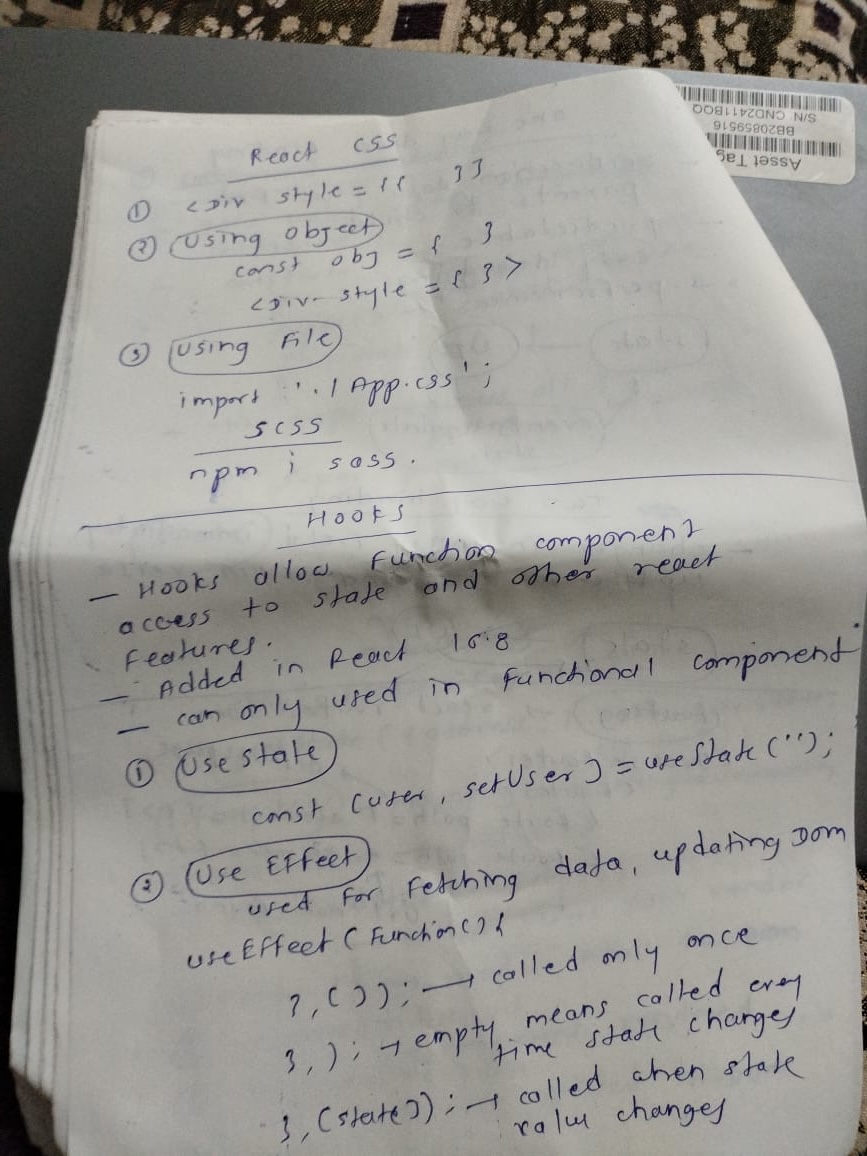 Asset Tag
BB20859516
S/N CND2411BQQ
React CSS
① <Div style = {{ }}
② Using object
const obj = { }
<Div style = { } >
③ Using File
import './App.css';
SCSS
npm i sass.
Hooks
— Hooks allow Function component
access to state and other react
Features.
— Added in React 16.8
— can only used in functional component.
① Use state
const [user, setUser] = useState ('');
② Use Effect
used for Fetching data, updating DOM
useEffect ( Function () {
}, []); → called only once
}, ); → empty means called every
time state changes
}, [state]); → called when state
value changes